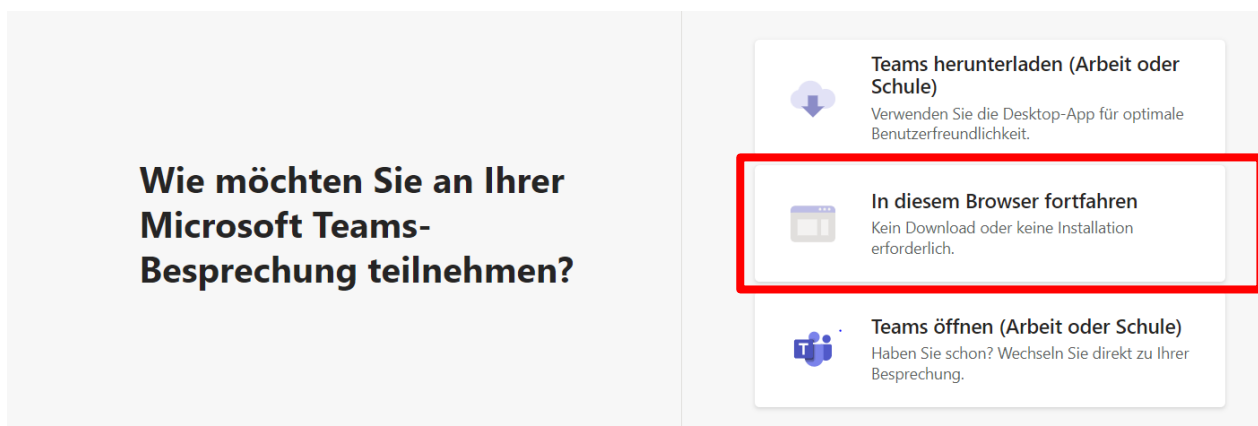 Wie möchten Sie an Ihrer
Microsoft Teams-
Besprechung teilnehmen?
Teams herunterladen (Arbeit oder
Schule)
Verwenden Sie die Desktop-App für optimale
Benutzerfreundlichkeit.
In diesem Browser fortfahren
Kein Download oder keine Installation
erforderlich.
Teams öffnen (Arbeit oder Schule)
Haben Sie schon? Wechseln Sie direkt zu Ihrer
Besprechung.